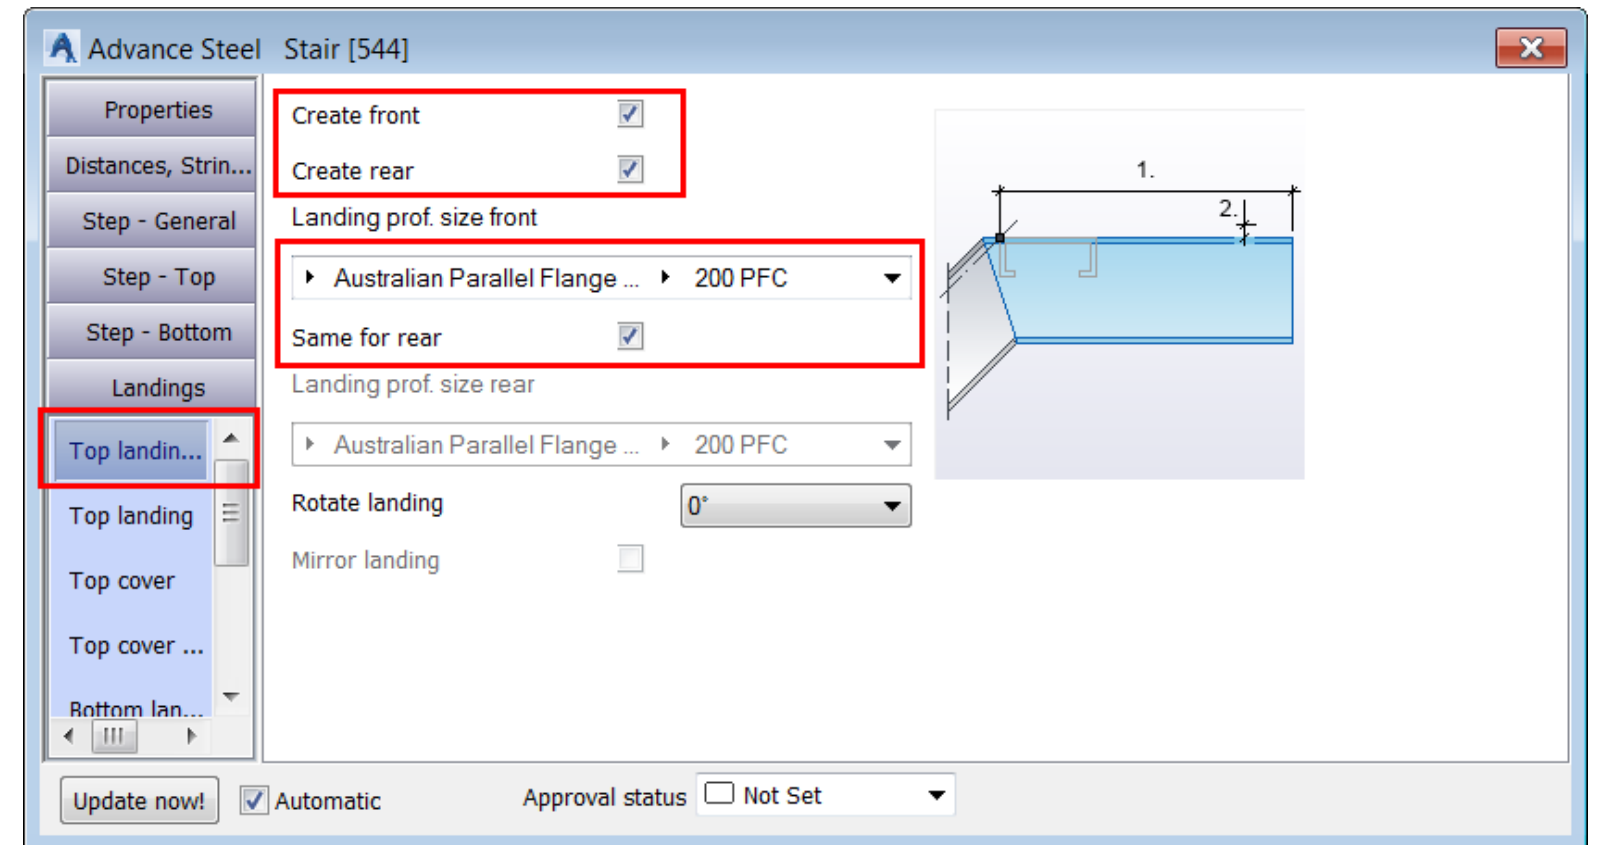 Advance Steel Stair [544]
Properties
Distances, Strin...
Step - General
Step - Top
Step - Bottom
Landings
Top landin...
Top landing
Top cover
Top cover ...
Bottom lan...
Create front
Create rear
Landing prof. size front
Australian Parallel Flange ... 200 PFC
Same for rear
Landing prof. size rear
Australian Parallel Flange ... 200 PFC
Rotate landing 0°
Mirror landing
1.
2.
Update now! Automatic Approval status Not Set